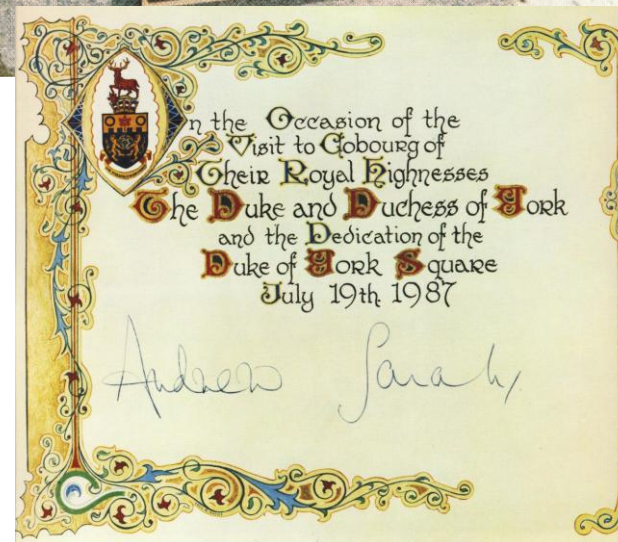 On the Occasion of the
Visit to Cobourg of
Their Royal Highnesses
The Duke and Duchess of York
and the Dedication of the
Duke of York Square
July 19th 1987
Andrew Sarah